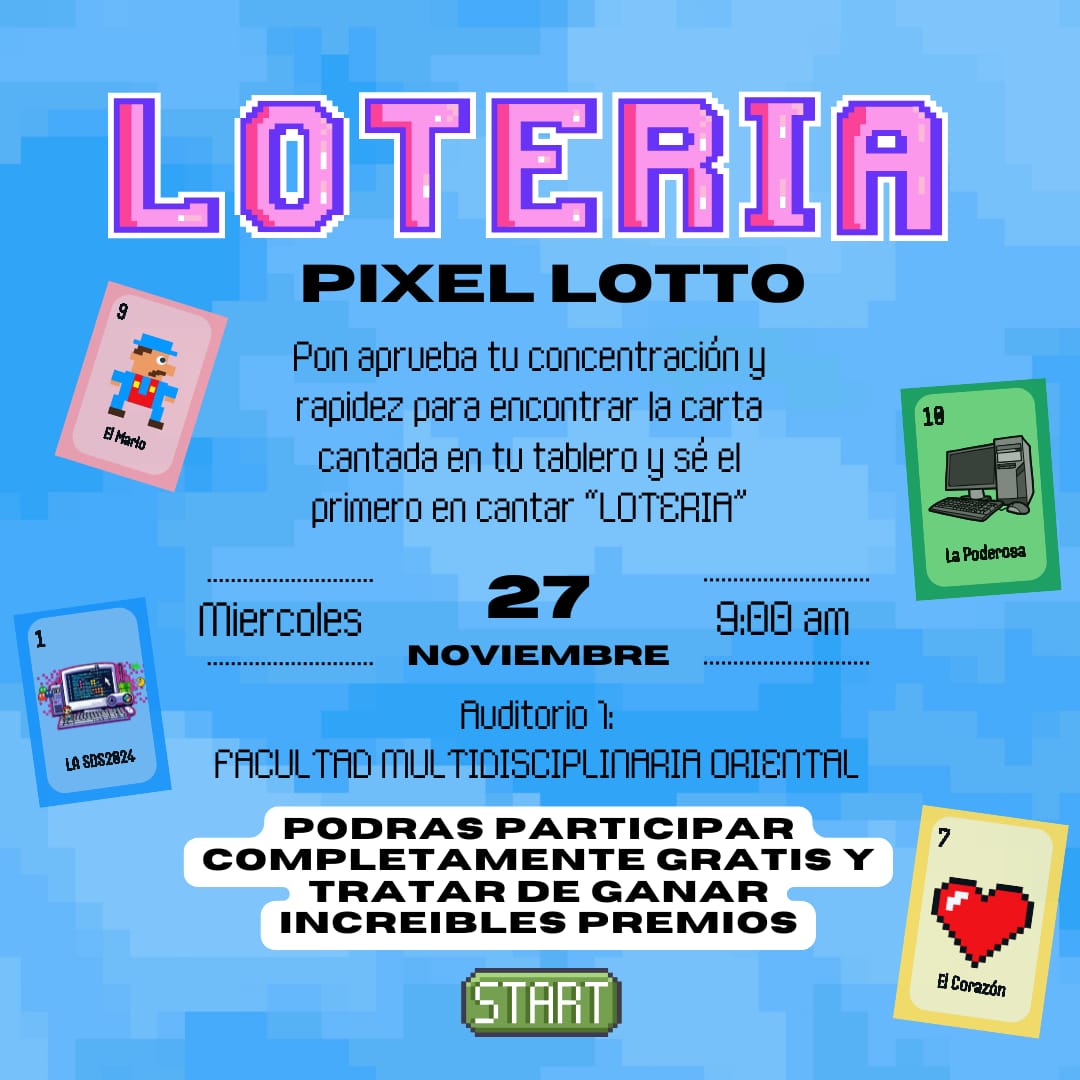 LOTERIA
PIXEL LOTTO
9
El Mario
Pon aprueba tu concentración y
rapidez para encontrar la carta
cantada en tu tablero y sé el
primero en cantar “LOTERIA”
10
La Poderosa
Miercoles
27
NOVIEMBRE
9:00 am
1
LA SDS2024
Auditorio 1:
FACULTAD MULTIDISCIPLINARIA ORIENTAL
PODRAS PARTICIPAR
COMPLETAMENTE GRATIS Y
TRATAR DE GANAR
INCREIBLES PREMIOS
7
El Corazón
START